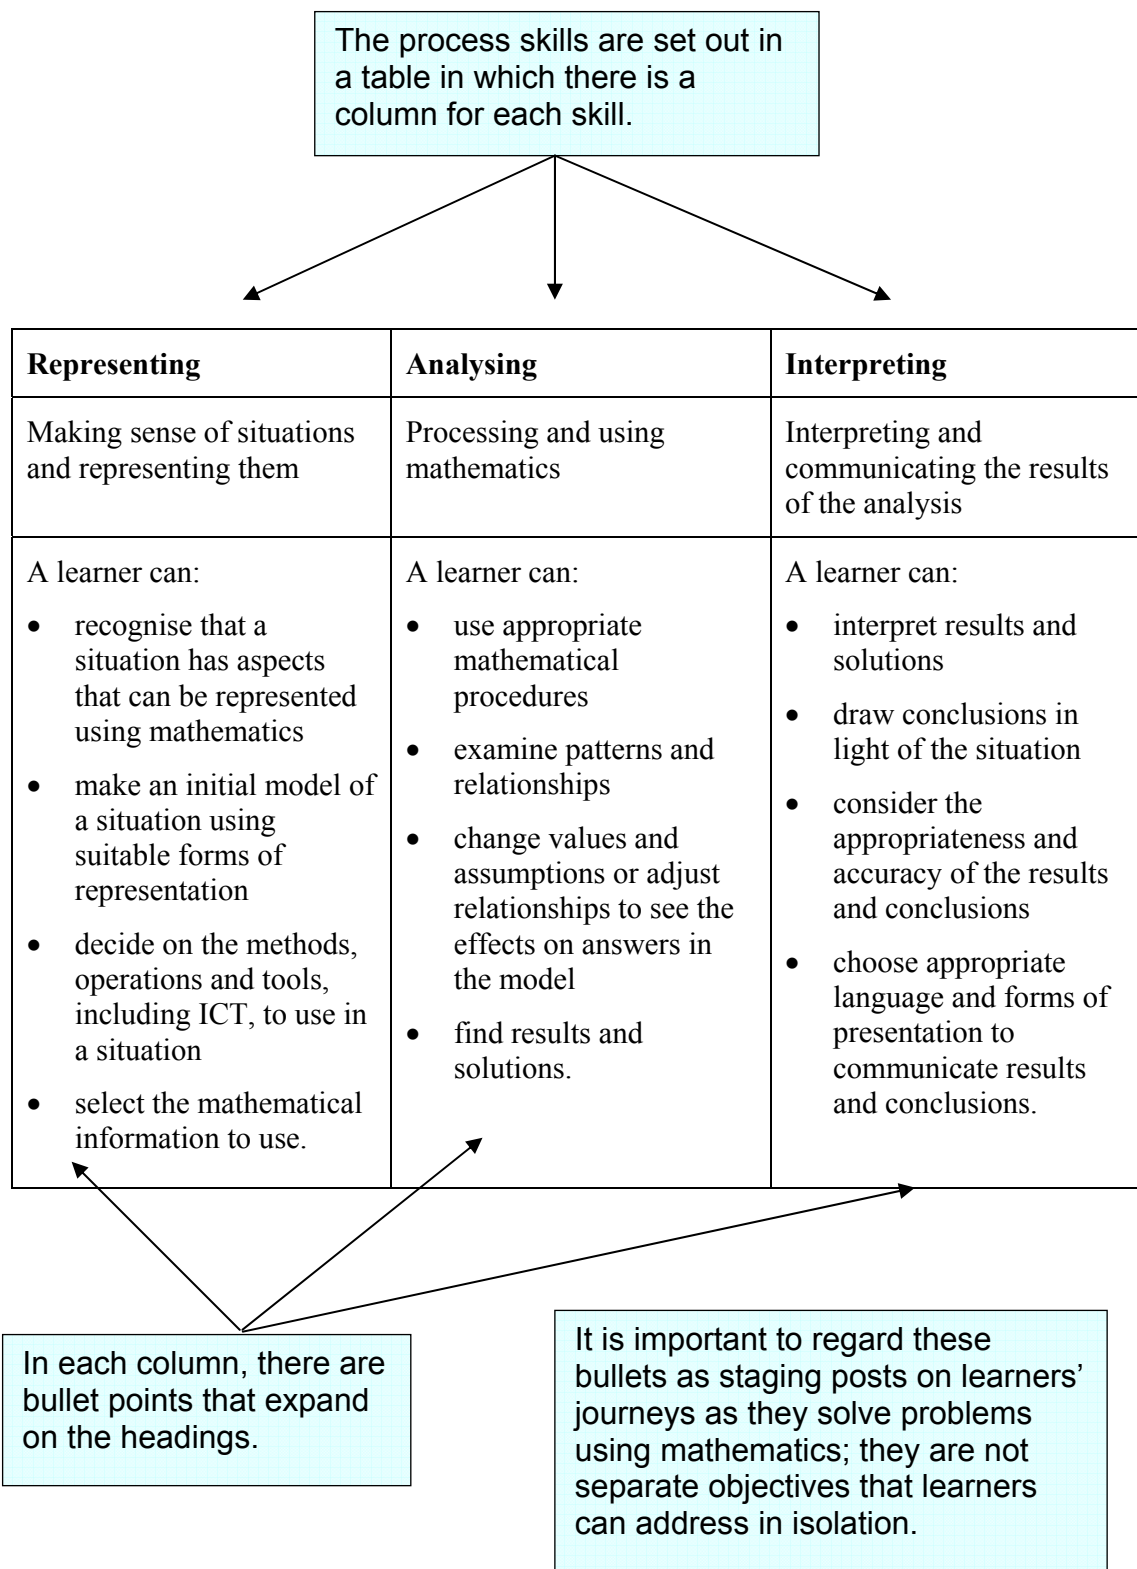 The process skills are set out in
a table in which there is a
column for each skill.
Representing
Analysing
Interpreting
Making sense of situations
and representing them
Processing and using
mathematics
Interpreting and
communicating the results
of the analysis
A learner can:
• recognise that a
situation has aspects
that can be represented
using mathematics
• make an initial model of
a situation using
suitable forms of
representation
• decide on the methods,
operations and tools,
including ICT, to use in
a situation
• select the mathematical
information to use.
A learner can:
• use appropriate
mathematical
procedures
• examine patterns and
relationships
• change values and
assumptions or adjust
relationships to see the
effects on answers in
the model
• find results and
solutions.
A learner can:
• interpret results and
solutions
• draw conclusions in
light of the situation
• consider the
appropriateness and
accuracy of the results
and conclusions
• choose appropriate
language and forms of
presentation to
communicate results
and conclusions.
In each column, there are
bullet points that expand
on the headings.
It is important to regard these
bullets as staging posts on learners’
journeys as they solve problems
using mathematics; they are not
separate objectives that learners
can address in isolation.